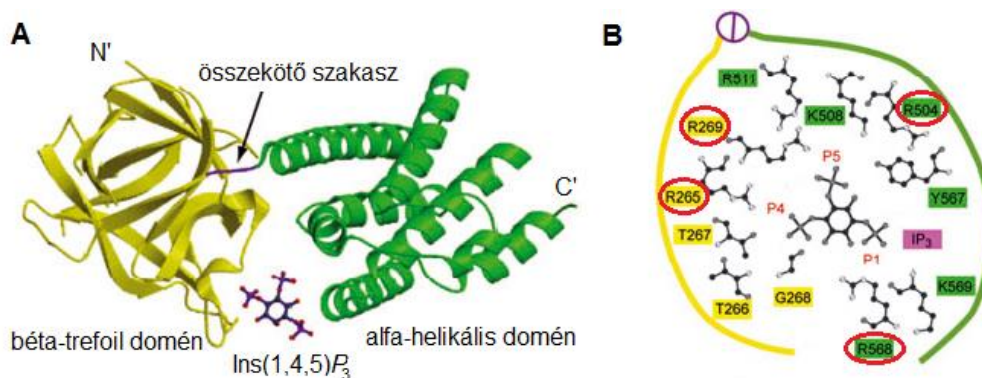 A
N'
összekötő szakasz
C'
béta-trefoil domén
Ins(1,4,5)P3
alfa-helikális domén
B
R511
K508
R504
R269
P5
R265
P4
Y567
T267
IP3
P1
T266
G268
K569
R568